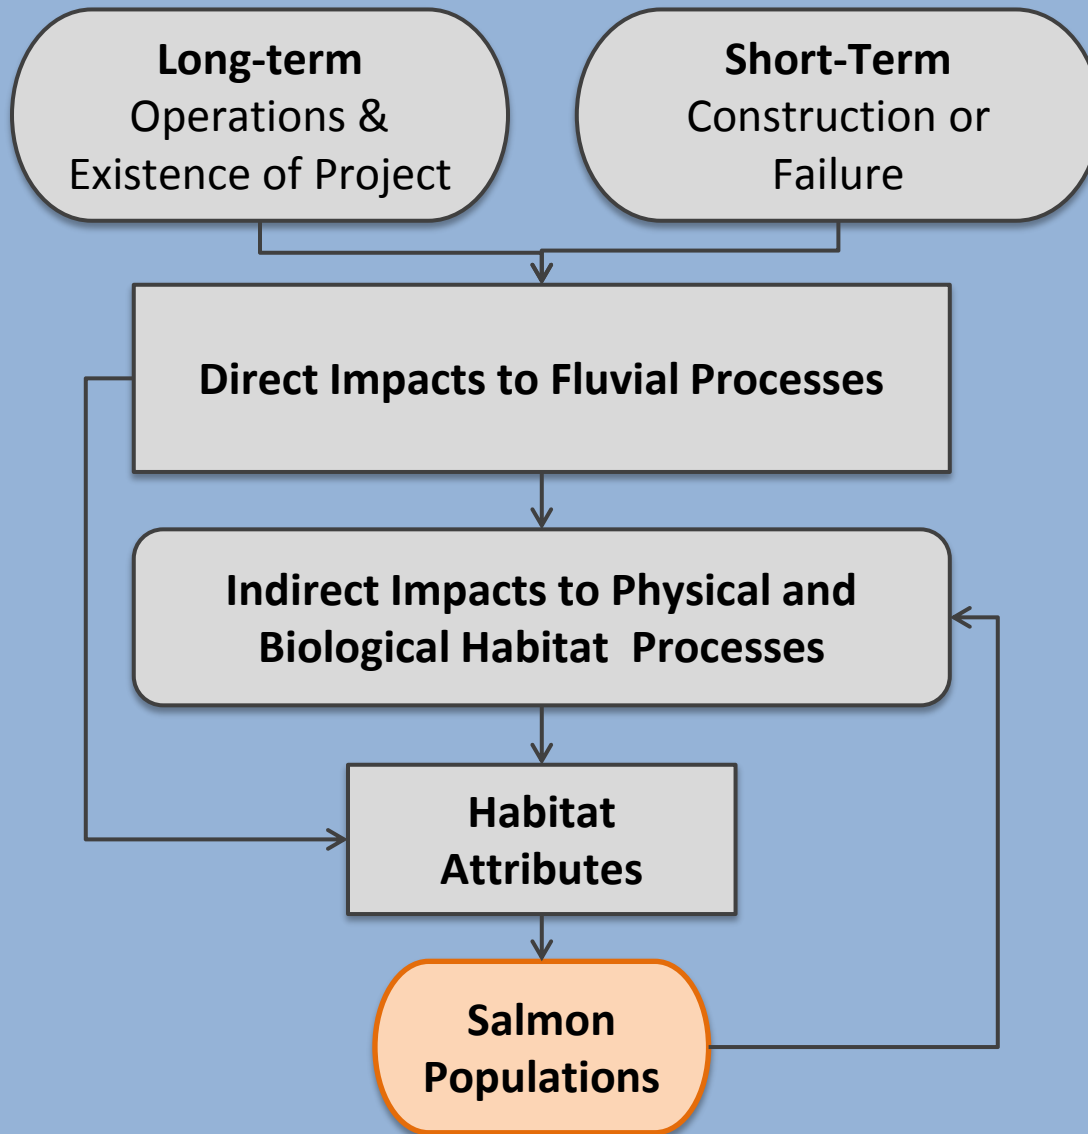 Long-term
Operations &
Existence of Project
Short-Term
Construction or
Failure
Direct Impacts to Fluvial Processes
Indirect Impacts to Physical and
Biological Habitat  Processes
Habitat
Attributes
Salmon
Populations